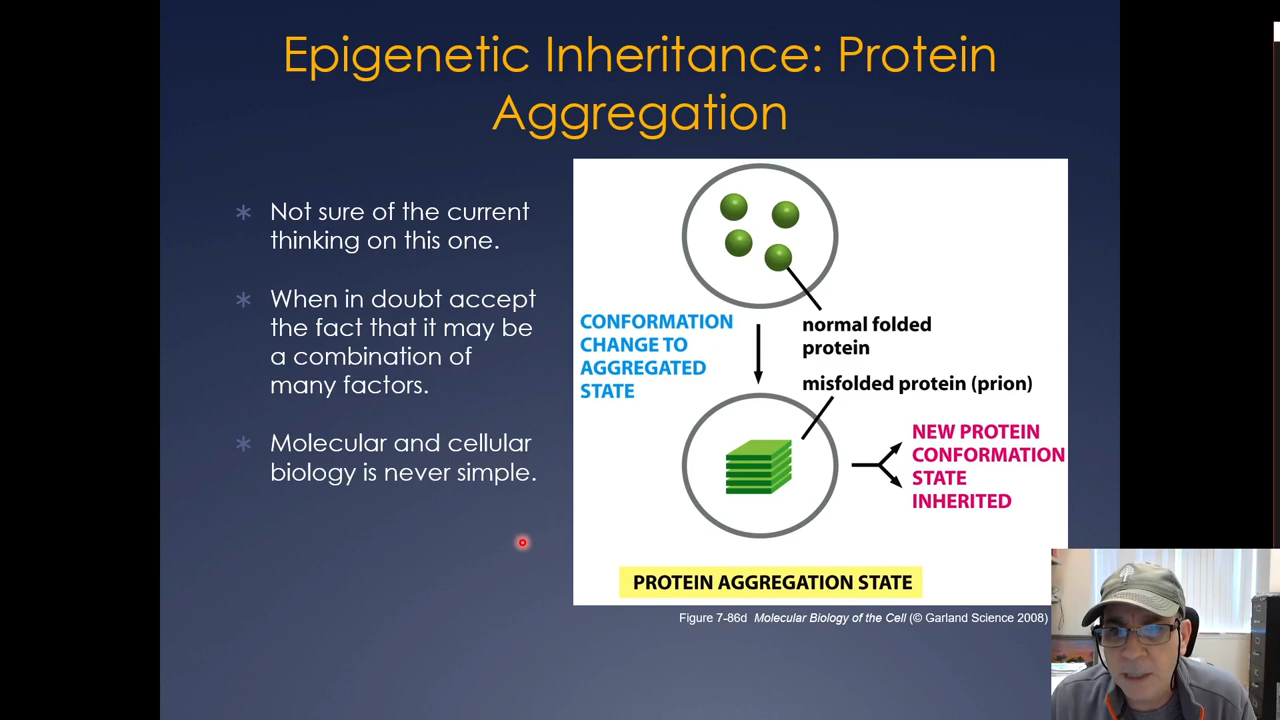 Epigenetic Inheritance: Protein
Aggregation
Not sure of the current
thinking on this one.
When in doubt accept
the fact that it may be
a combination of
many factors.
Molecular and cellular
biology is never simple.
CONFORMATION
CHANGE TO
AGGREGATED
STATE
normal folded
protein
misfolded protein (prion)
NEW PROTEIN
CONFORMATION
STATE
INHERITED
PROTEIN AGGREGATION STATE
Figure 7-86d Molecular Biology of the Cell (© Garland Science 2008)